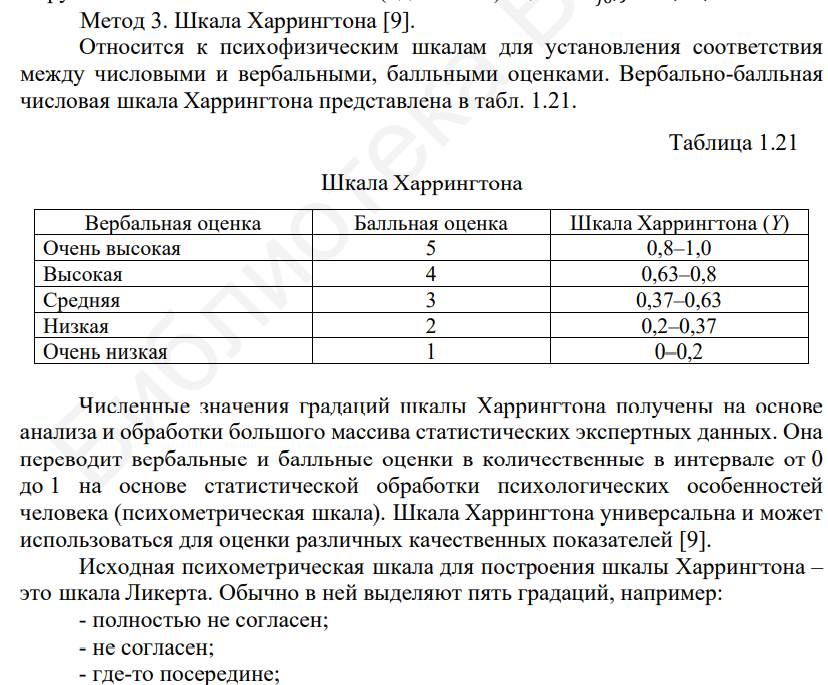 Метод 3. Шкала Харрингтона [9].
Относится к психофизическим шкалам для установления соответствия
между числовыми и вербальными, балльными оценками. Вербально-балльная
числовая шкала Харрингтона представлена в табл. 1.21.
Таблица 1.21
Шкала Харрингтона
Вербальная оценка Балльная оценка Шкала Харрингтона (Y)
Очень высокая 5 0,8–1,0
Высокая 4 0,63–0,8
Средняя 3 0,37–0,63
Низкая 2 0,2–0,37
Очень низкая 1 0–0,2
Численные значения градаций шкалы Харрингтона получены на основе
анализа и обработки большого массива статистических экспертных данных. Она
переводит вербальные и балльные оценки в количественные в интервале от 0
до 1 на основе статистической обработки психологических особенностей
человека (психометрическая шкала). Шкала Харрингтона универсальна и может
использоваться для оценки различных качественных показателей [9].
Исходная психометрическая шкала для построения шкалы Харрингтона –
это шкала Ликерта. Обычно в ней выделяют пять градаций, например:
- полностью не согласен;
- не согласен;
- где-то посередине;
Библиотека